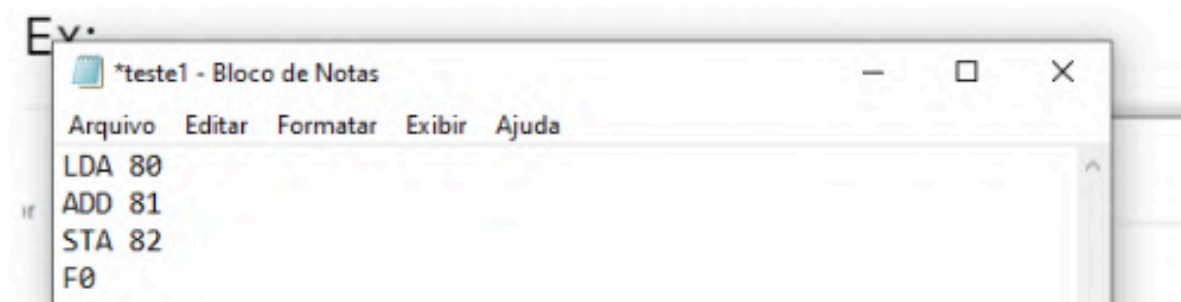 Ex:
*teste1 - Bloco de Notas
Arquivo Editar Formatar Exibir Ajuda
LDA 80
ADD 81
STA 82
F0